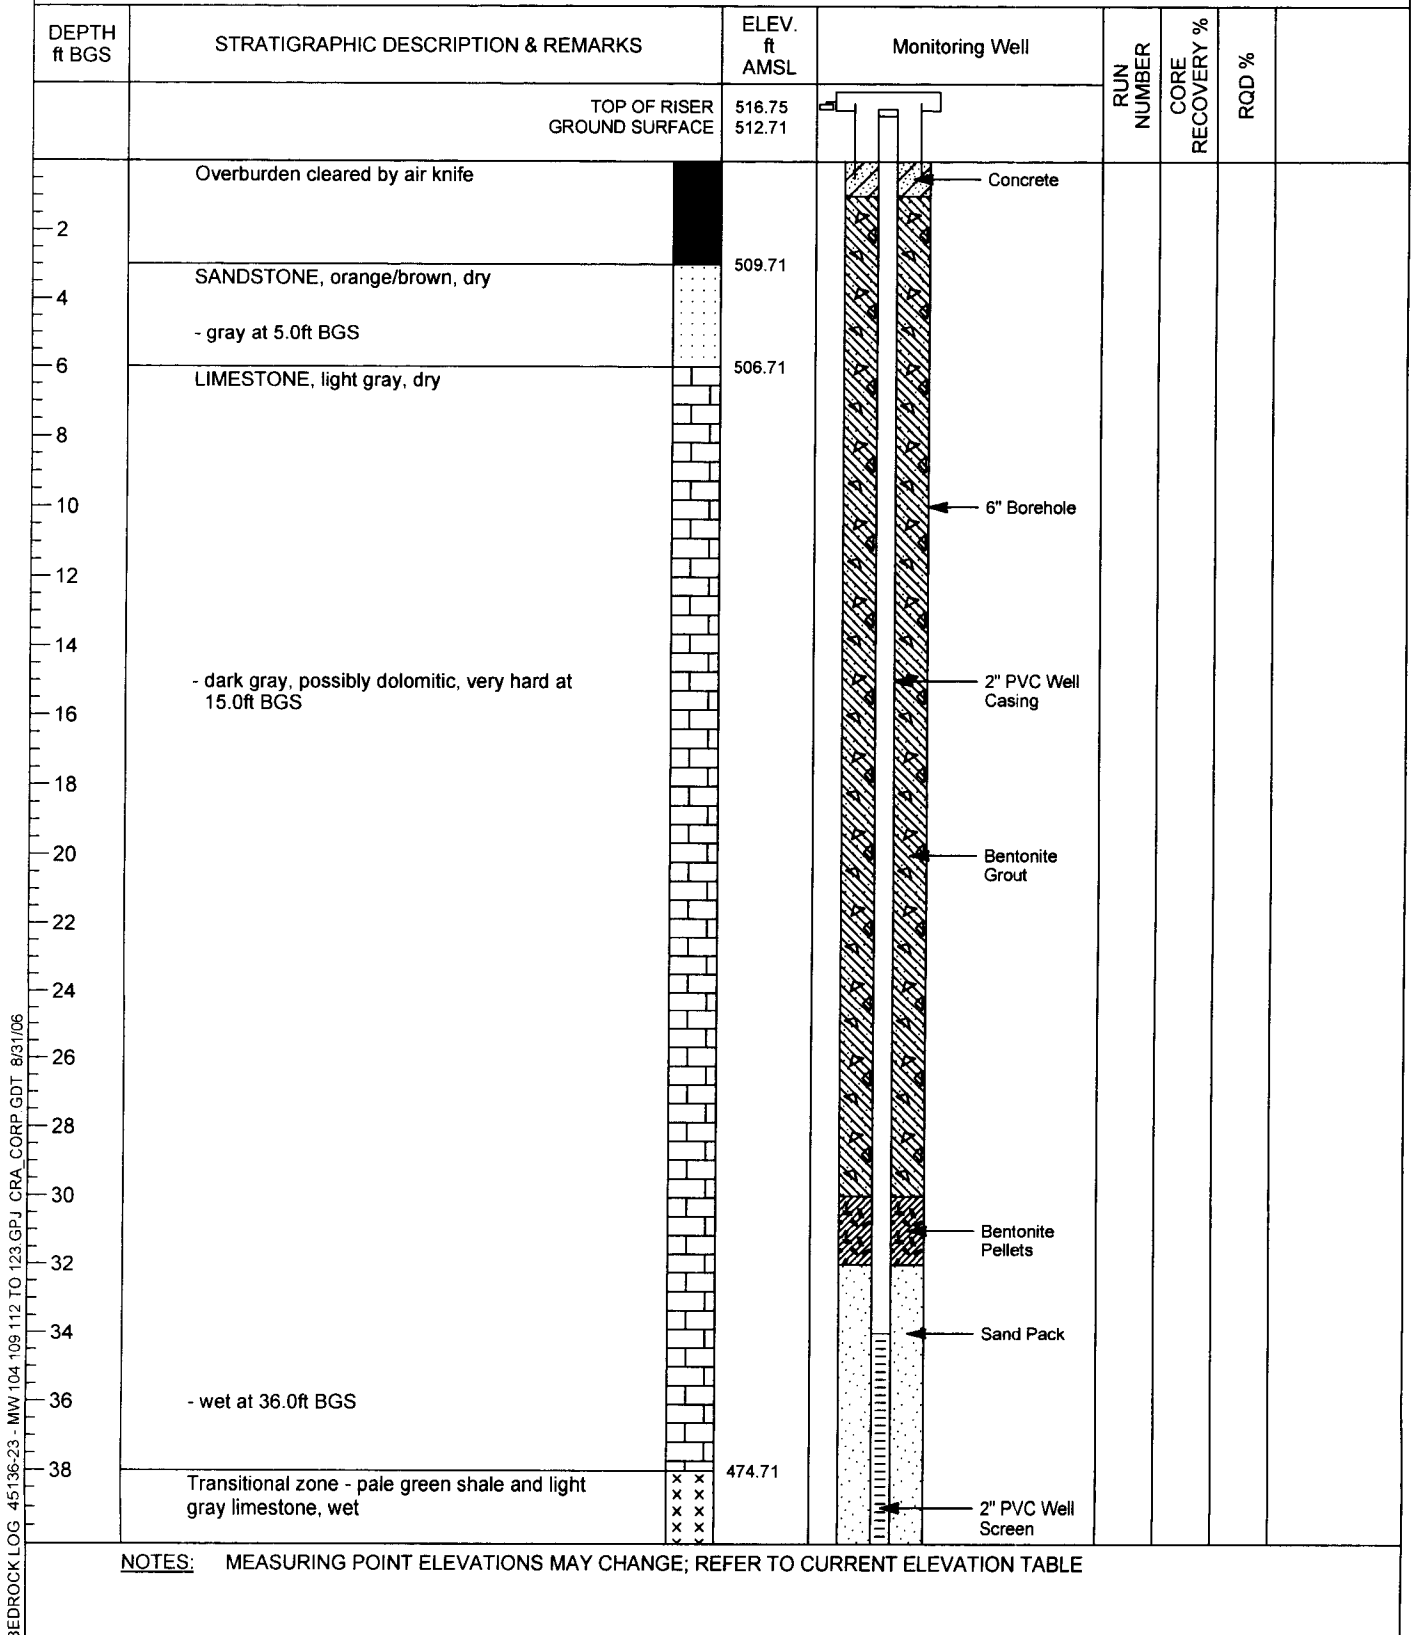 DEPTH
ft BGS
STRATIGRAPHIC DESCRIPTION & REMARKS
ELEV.
ft
AMSL
Monitoring Well
RUN
NUMBER
CORE
RECOVERY %
RQD %
TOP OF RISER 516.75
GROUND SURFACE 512.71
Overburden cleared by air knife
Concrete
2
509.71
SANDSTONE, orange/brown, dry
4
- gray at 5.0ft BGS
6
506.71
LIMESTONE, light gray, dry
8
10
6" Borehole
12
14
- dark gray, possibly dolomitic, very hard at
15.0ft BGS
2" PVC Well
Casing
16
18
20
Bentonite
Grout
22
24
26
28
30
Bentonite
Pellets
32
34
Sand Pack
36
- wet at 36.0ft BGS
38
474.71
Transitional zone - pale green shale and light
gray limestone, wet
2" PVC Well
Screen
NOTES: MEASURING POINT ELEVATIONS MAY CHANGE; REFER TO CURRENT ELEVATION TABLE
BEDROCK LOG 45136-23 - MW104 109 112 TO 123.GPJ CRA_CORP.GDT 8/31/06